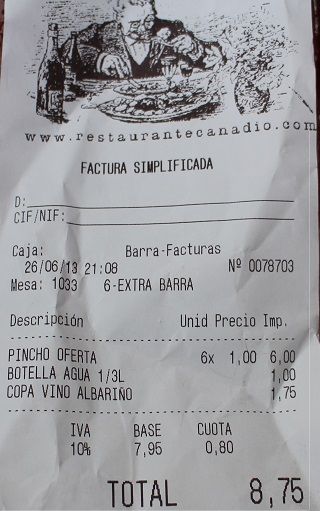 www.restaurantecanadio.com
FACTURA SIMPLIFICADA
D:
CIF/NIF:
Caja: Barra-Facturas
26/06/13 21:08 Nº 0078703
Mesa: 1033 6-EXTRA BARRA
Descripción Unid Precio Imp.
PINCHO OFERTA 6x 1,00 6,00
BOTELLA AGUA 1/3L 1,00
COPA VINO ALBARIÑO 1,75
IVA BASE CUOTA
10% 7,95 0,80
TOTAL 8,75